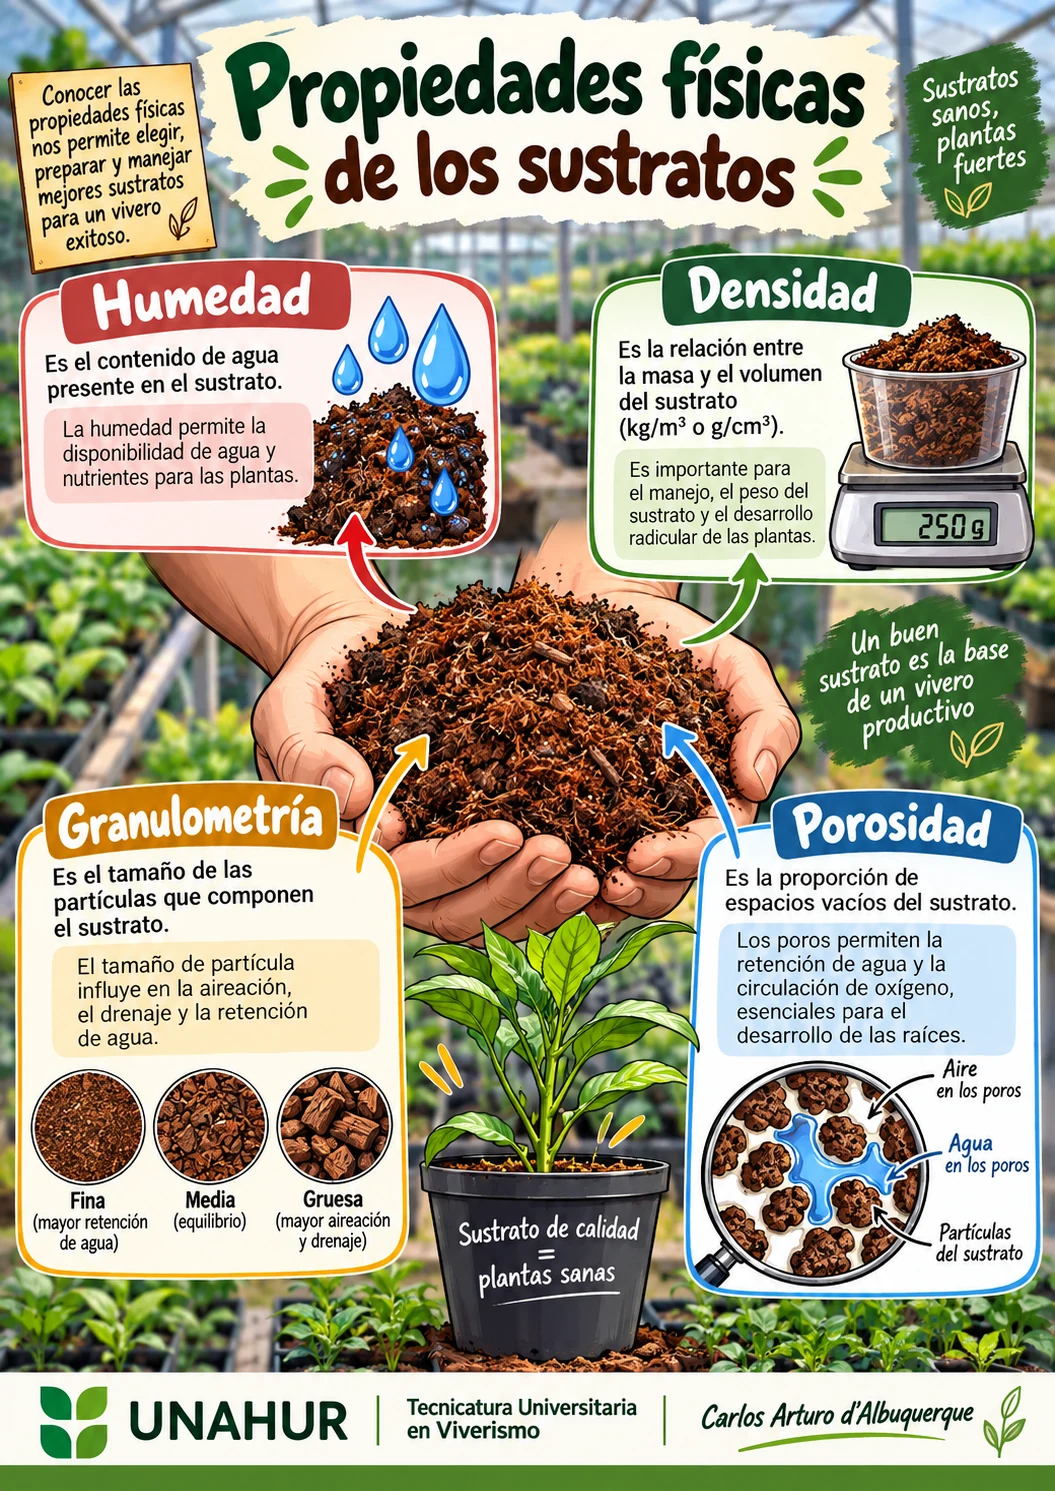 Propiedades físicas
de los sustratos
Conocer las
propiedades físicas
nos permite elegir,
preparar y manejar
mejores sustratos
para un vivero
exitoso.
Sustratos
sanos,
plantas
fuertes
Humedad
Es el contenido de agua
presente en el sustrato.
La humedad permite la
disponibilidad de agua y
nutrientes para las plantas.
Densidad
Es la relación entre
la masa y el volumen
del sustrato
(kg/m³ o g/cm³).
Es importante para
el manejo, el peso del
sustrato y el desarrollo
radicular de las plantas.
250g
Un buen
sustrato es la base
de un vivero
productivo
Granulometría
Es el tamaño de las
partículas que componen
el sustrato.
El tamaño de partícula
influye en la aireación,
el drenaje y la retención
de agua.
Fina
(mayor retención
de agua)
Media
(equilibrio)
Gruesa
(mayor aireación
y drenaje)
Porosidad
Es la proporción de
espacios vacíos del sustrato.
Los poros permiten la
retención de agua y la
circulación de oxígeno,
esenciales para el
desarrollo de las raíces.
Aire
en los poros
Agua
en los poros
Partículas
del sustrato
Sustrato de calidad
=
plantas sanas
UNAHUR
Tecnicatura Universitaria
en Viverismo
Carlos Arturo d'Albuquerque